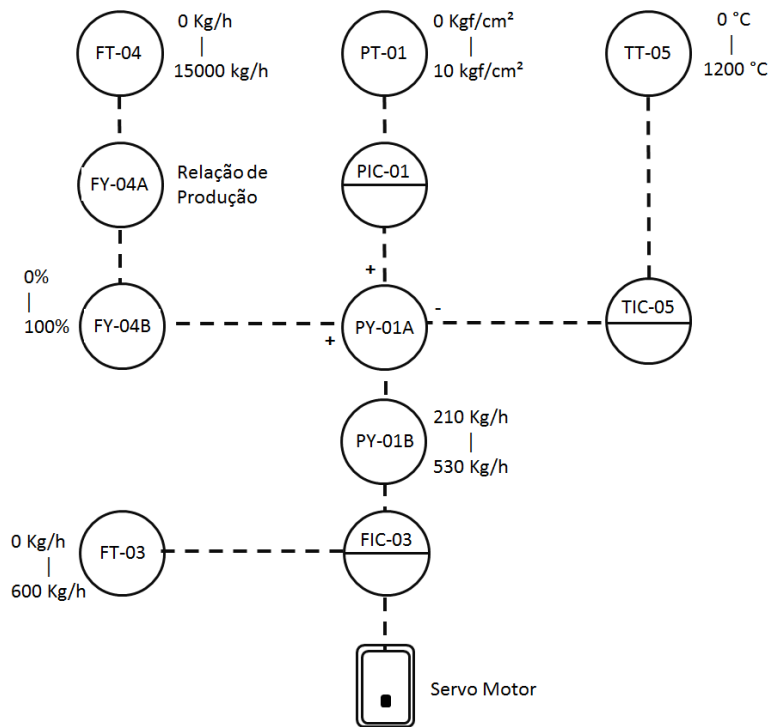 FT-04
0 Kg/h
|
15000 kg/h
PT-01
0 Kgf/cm²
|
10 kgf/cm²
TT-05
0 °C
|
1200 °C
FY-04A
Relação de
Produção
PIC-01
0%
|
100%
FY-04B
+
+
PY-01A
-
TIC-05
PY-01B
210 Kg/h
|
530 Kg/h
0 Kg/h
|
600 Kg/h
FT-03
FIC-03
Servo Motor